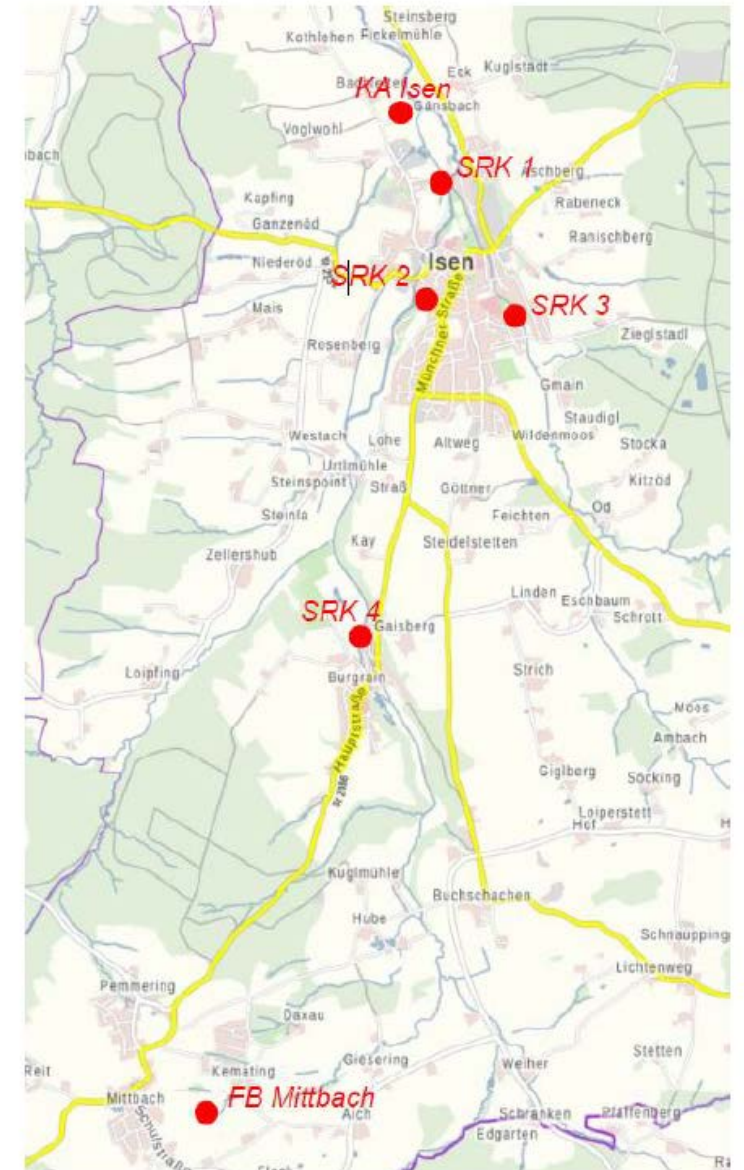 Steinsberg
Kothlehen Fickelmühle
Eck Kuglstadt
KA Isen
Gänsbach
Voglwohl
SRK 1
Aschberg
Kapfing
Rabeneck
Ganzenöd
Ranischberg
Isen
Niederöd
SRK 2
Mais
SRK 3
Münchner Straße
Rosenberg
Zieglstadl
Gmain
Staudigl
Westach Lohe Altweg Wildenmoos
Stocka
Urtlmühle
Steinspoint Straß Göttner
Kitzöd
Feichten Od
Kay Steidelstetten
Zellershub
Linden Eschbaum
SRK 4
Gaisberg
Schrott
Loipfing
Burgrain
Strich
Moos
Ambach
Hauptstraße
Giglberg Socking
Loiperstett
Hof
Kuglmühle
Buchschachen
Hube
Schnaupping
Lichtenweg
Pemmering
Daxau
Giesering
Stetten
Reit
Kemating
Weiher
Mittbach
FB Mittbach
Aich
Schranken Pfaffenberg
Schulstraße
Edgarten